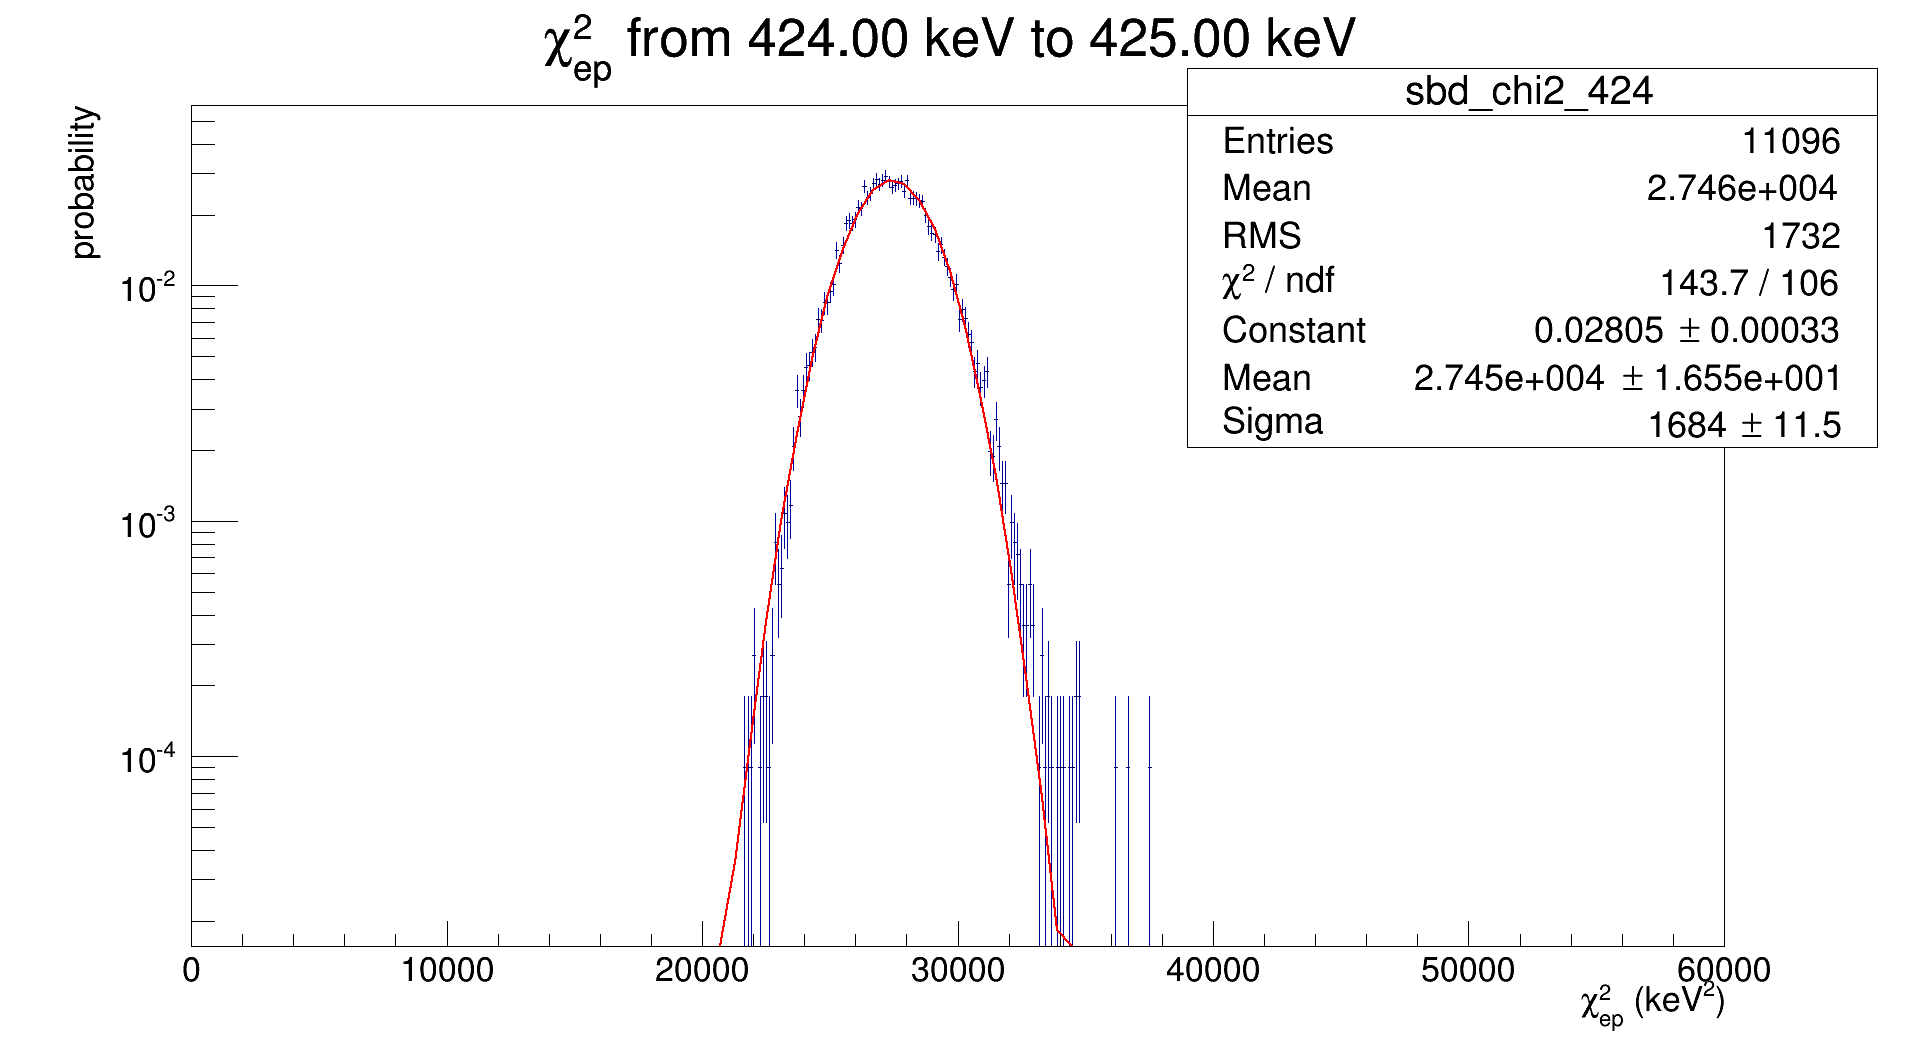 χ²ep from 424.00 keV to 425.00 keV
sbd_chi2_424
Entries 11096
Mean 2.746e+004
RMS 1732
χ² / ndf 143.7 / 106
Constant 0.02805 ± 0.00033
Mean 2.745e+004 ± 1.655e+001
Sigma 1684 ± 11.5
probability
10⁻²
10⁻³
10⁻⁴
0 10000 20000 30000 40000 50000 60000
χ²ep (keV²)